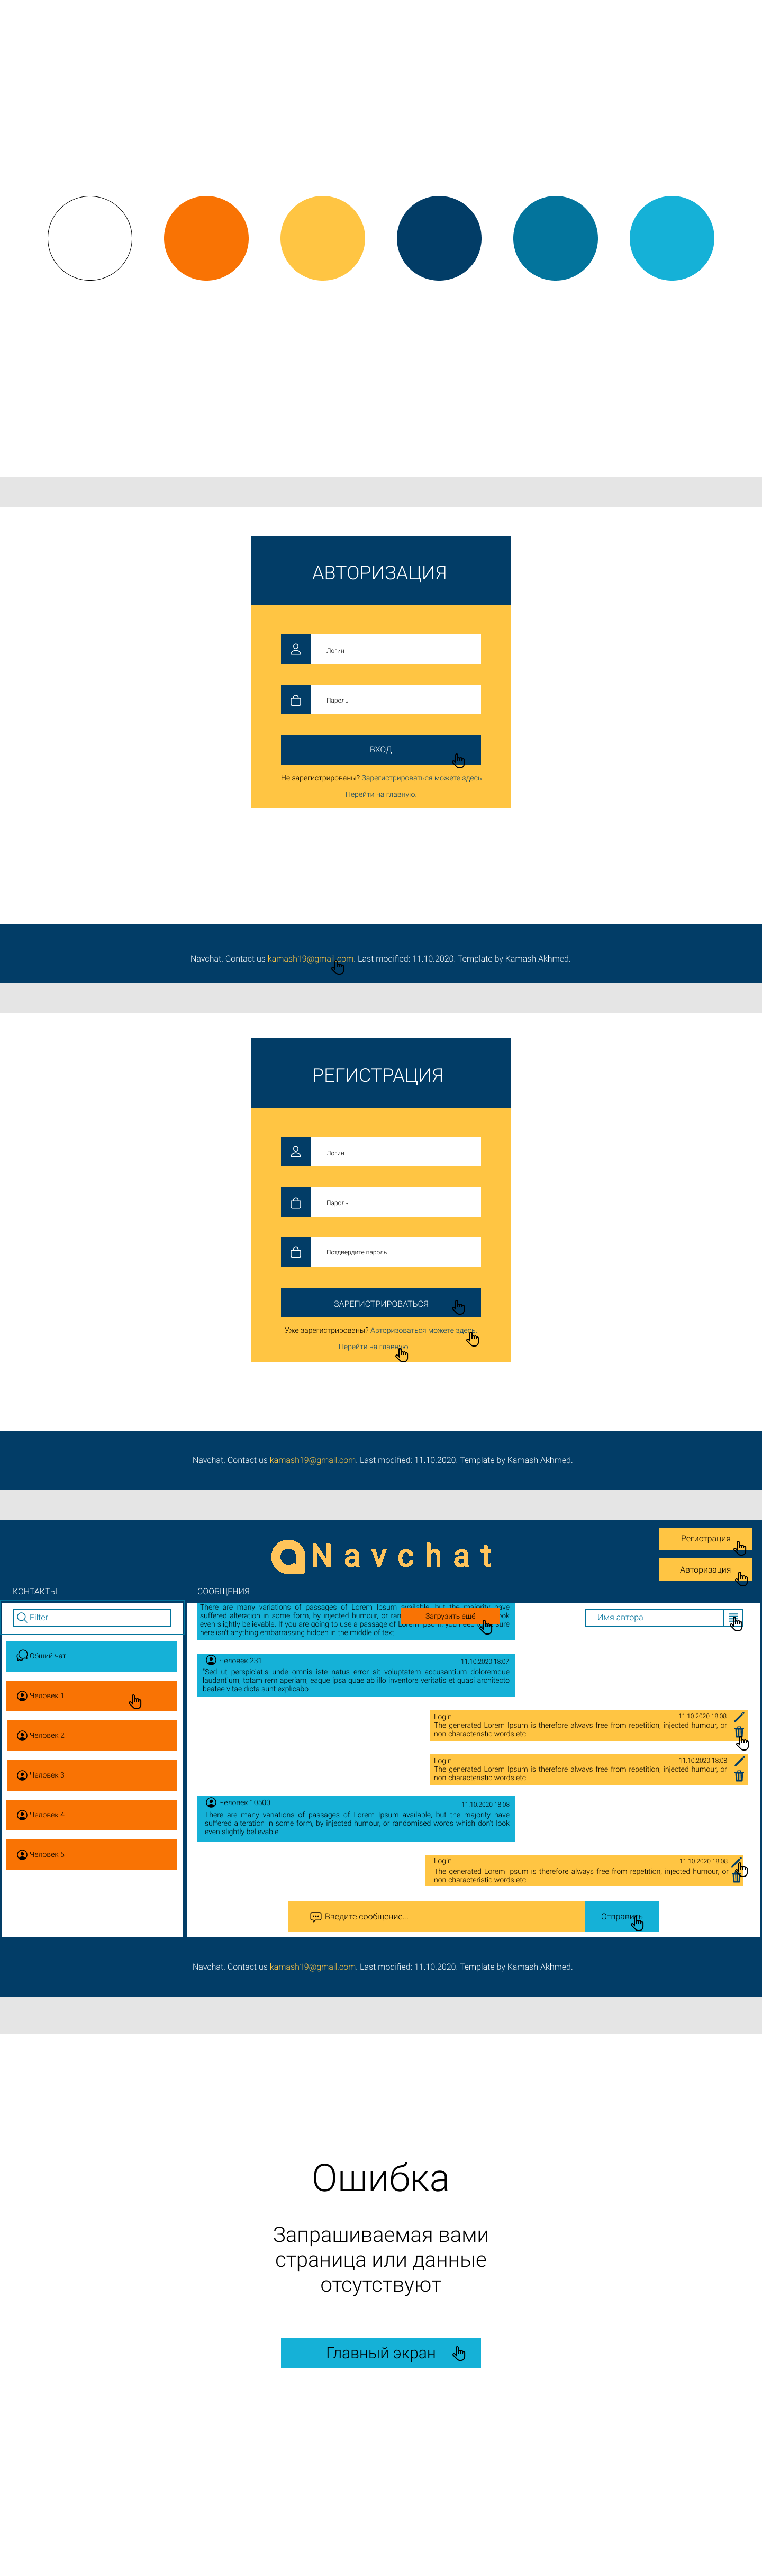 АВТОРИЗАЦИЯ
Логин
Пароль
ВХОД
Не зарегистрированы? Зарегистрироваться можете здесь.
Перейти на главную.
Navchat. Contact us kamash19@gmail.com. Last modified: 11.10.2020. Template by Kamash Akhmed.
РЕГИСТРАЦИЯ
Логин
Пароль
Потдвердите пароль
ЗАРЕГИСТРИРОВАТЬСЯ
Уже зарегистрированы? Авторизоваться можете здесь.
Перейти на главную.
Navchat. Contact us kamash19@gmail.com. Last modified: 11.10.2020. Template by Kamash Akhmed.
Navchat
Регистрация
Авторизация
КОНТАКТЫ
Filter
Общий чат
Человек 1
Человек 2
Человек 3
Человек 4
Человек 5
СООБЩЕНИЯ
There are many variations of passages of Lorem Ipsum available, but the majority have
suffered alteration in some form, by injected humour, or
even slightly believable. If you are going to use a passage of Lorem Ipsum, you need
here isn't anything embarrassing hidden in the middle of text.
Загрузить ещё
Имя автора
Человек 231
11.10.2020 18:07
"Sed ut perspiciatis unde omnis iste natus error sit voluptatem accusantium doloremque
laudantium, totam rem aperiam, eaque ipsa quae ab illo inventore veritatis et quasi architecto
beatae vitae dicta sunt explicabo.
Login
11.10.2020 18:08
The generated Lorem Ipsum is therefore always free from repetition, injected humour, or
non-characteristic words etc.
Login
11.10.2020 18:08
The generated Lorem Ipsum is therefore always free from repetition, injected humour, or
non-characteristic words etc.
Человек 10500
11.10.2020 18:08
There are many variations of passages of Lorem Ipsum available, but the majority have
suffered alteration in some form, by injected humour, or randomised words which don't look
even slightly believable.
Login
11.10.2020 18:08
The generated Lorem Ipsum is therefore always free from repetition, injected humour, or
non-characteristic words etc.
Введите сообщение...
Отправить
Navchat. Contact us kamash19@gmail.com. Last modified: 11.10.2020. Template by Kamash Akhmed.
Ошибка
Запрашиваемая вами
страница или данные
отсутствуют
Главный экран